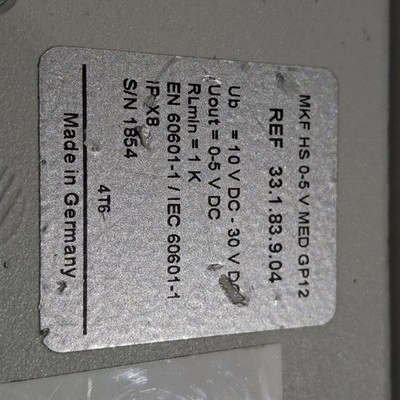 MKF HS 0-5 V MED GP12
REF 33.1.83.9.04
Ub = 10 V DC - 30 V DC
Uout = 0-5 V DC
RLmin = 1 K
EN 60601-1 / IEC 60601-1
IP X8
S/N 1854
4T6
Made in Germany